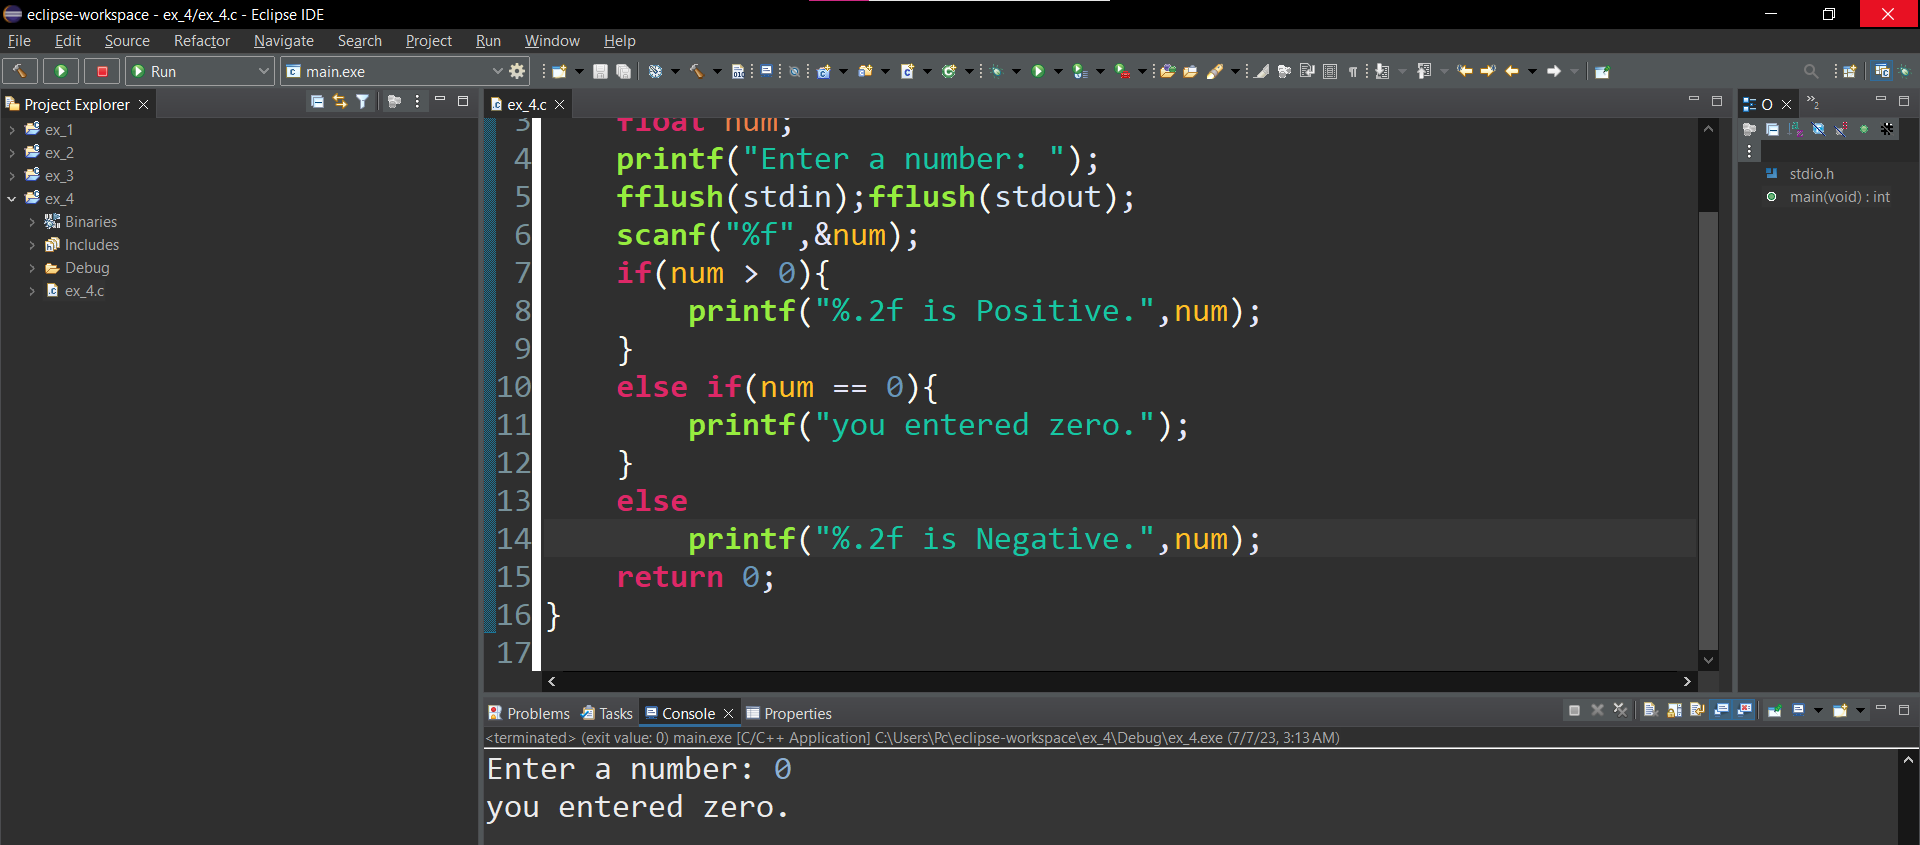 eclipse-workspace - ex_4/ex_4.c - Eclipse IDE
File Edit Source Refactor Navigate Search Project Run Window Help
Run main.exe
Project Explorer
ex_1
ex_2
ex_3
ex_4
Binaries
Includes
Debug
ex_4.c
ex_4.c
3 float num;
4 printf("Enter a number: ");
5 fflush(stdin);fflush(stdout);
6 scanf("%f",&num);
7 if(num > 0){
8 printf("%.2f is Positive.",num);
9 }
10 else if(num == 0){
11 printf("you entered zero.");
12 }
13 else
14 printf("%.2f is Negative.",num);
15 return 0;
16 }
17
O 2
stdio.h
main(void) : int
Problems Tasks Console Properties
<terminated> (exit value: 0) main.exe [C/C++ Application] C:\Users\Pc\eclipse-workspace\ex_4\Debug\ex_4.exe (7/7/23, 3:13 AM)
Enter a number: 0
you entered zero.